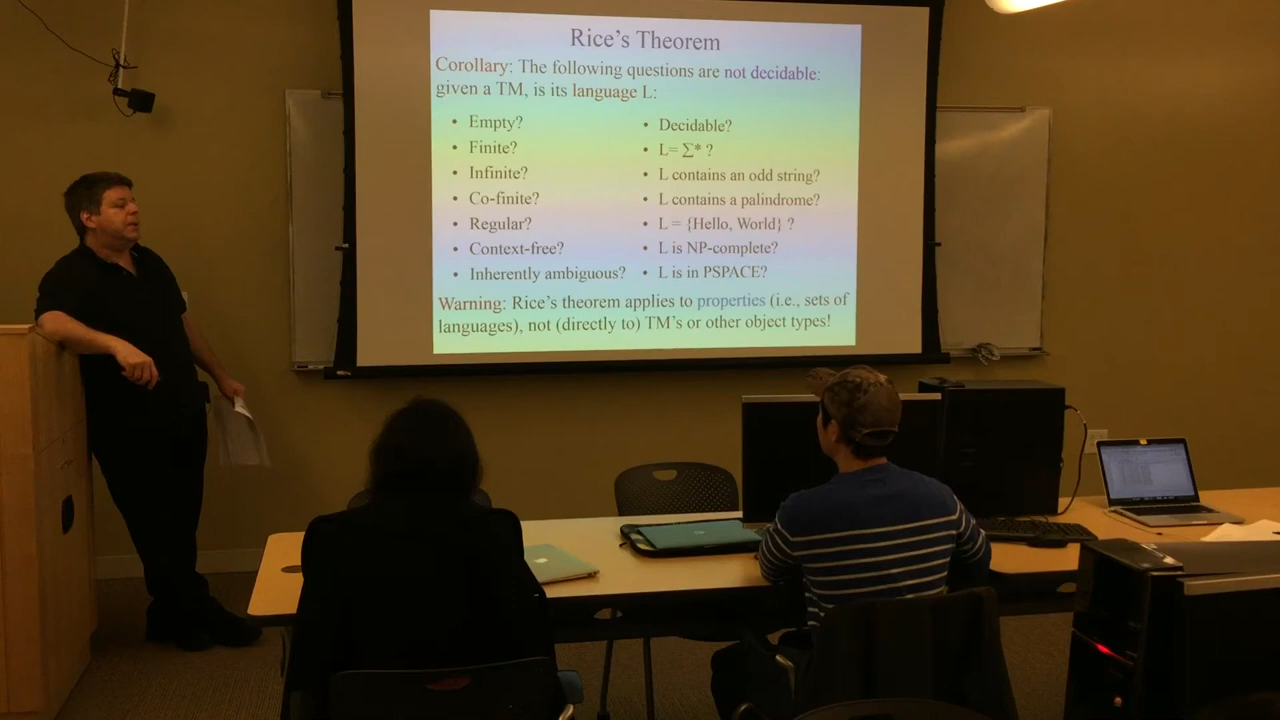 Rice's Theorem
Corollary: The following questions are not decidable:
given a TM, is its language L:
• Empty?
• Finite?
• Infinite?
• Co-finite?
• Regular?
• Context-free?
• Inherently ambiguous?
• Decidable?
• L= Σ* ?
• L contains an odd string?
• L contains a palindrome?
• L = {Hello, World} ?
• L is NP-complete?
• L is in PSPACE?
Warning: Rice's theorem applies to properties (i.e., sets of
languages), not (directly to) TM's or other object types!